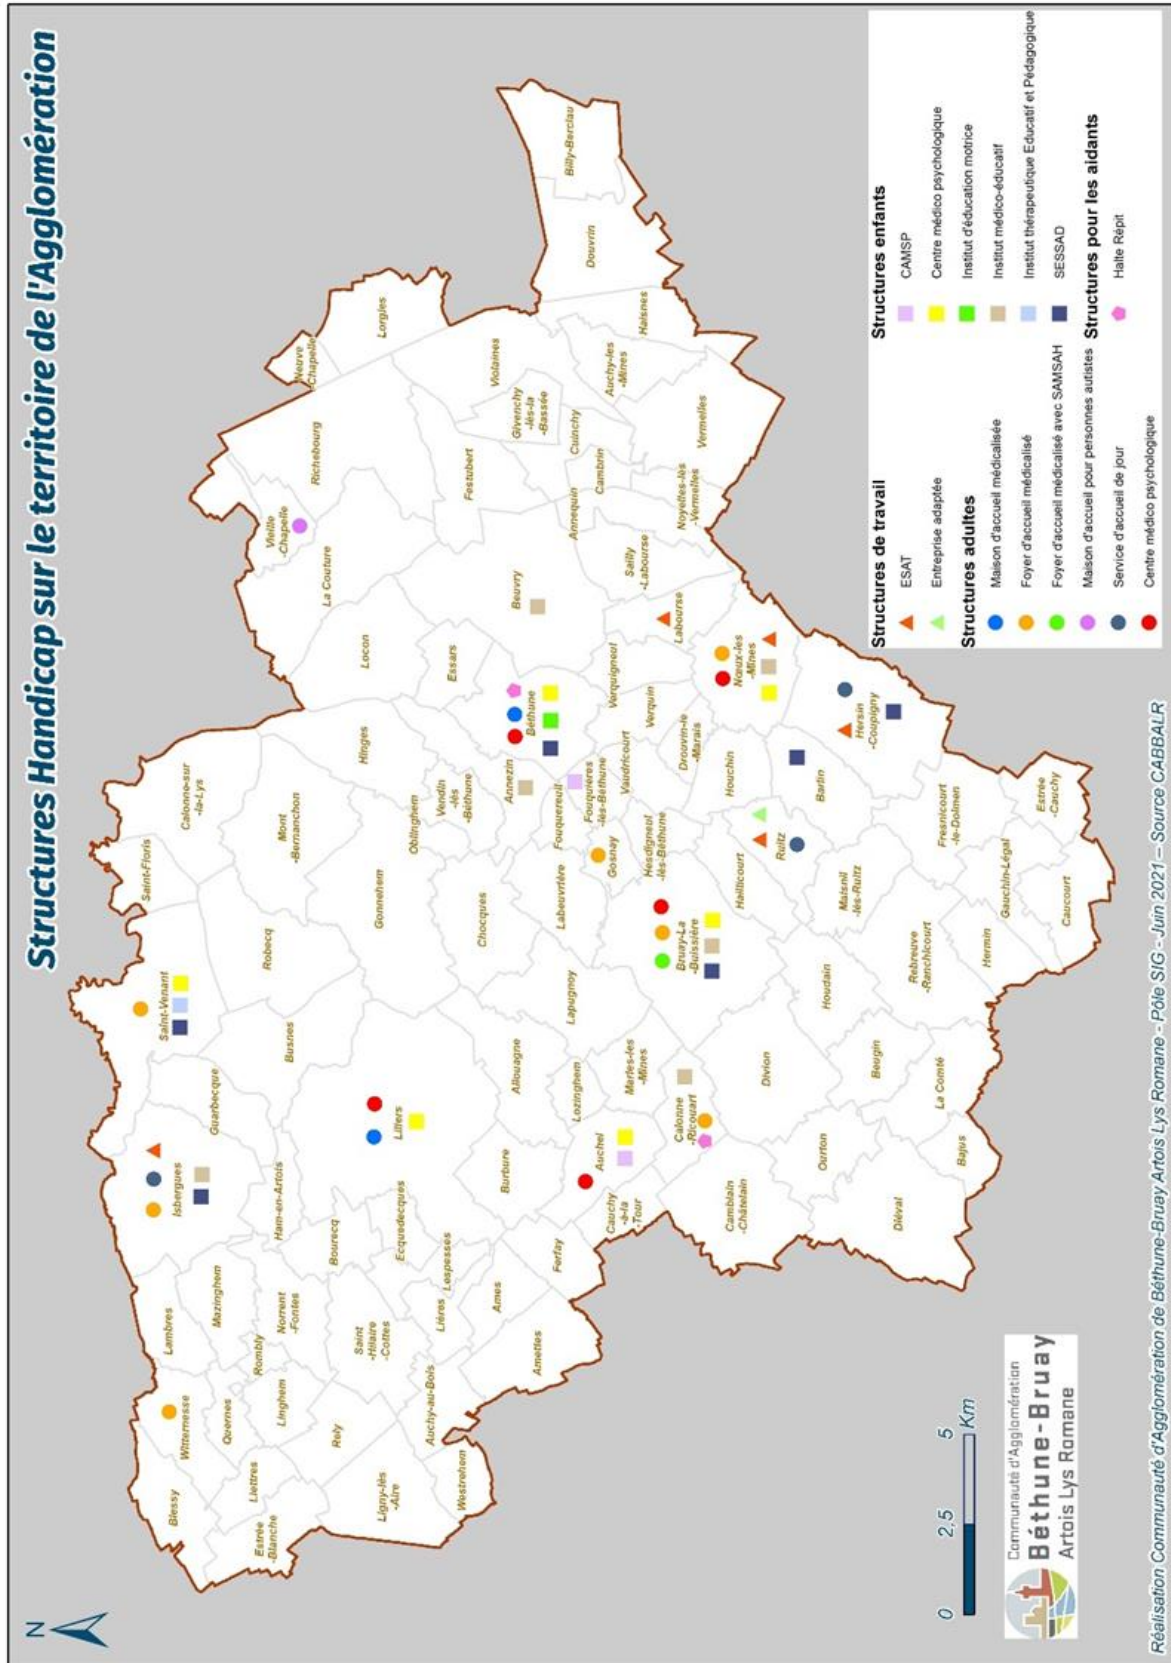 Structures Handicap sur le territoire de l'Agglomération
N
Blessy
Witternesse
Lambres
Isbergues
Guarbecque
Saint-Venant
Saint-Floris
Calonne-sur
-la-Lys
Estrée
-Blanche
Liettres
Quernes
Mazinghem
Rombly
Linghem
Norrent
-Fontes
Ham-en-Artois
Busnes
Robecq
Mont
-Bernanchon
Rely
Saint
-Hilaire
-Cottes
Bourecq
Ecquedecques
Lillers
Gonnehem
Hinges
Locon
La Couture
Vieille
-Chapelle
Richebourg
Neuve
-Chapelle
Lorgies
Ligny-lès
-Aire
Westrehem
Auchy-au-Bois
Lières
Lespesses
Ames
Amettes
Ferfay
Burbure
Allouagne
Chocques
Oblinghem
Vendin
-lès
-Béthune
Essars
Annezin
Béthune
Beuvry
Festubert
Givenchy
-lès-la
-Bassée
Violaines
Cuinchy
Cambrin
Annequin
Douvrin
Billy-Berclau
Haisnes
Auchy-les
-Mines
Vermelles
Noyelles-lès
-Vermelles
Sailly
-Labourse
Labourse
Verquigneul
Verquin
Vaudricourt
Drouvin-le
-Marais
Fouquières
-lès-Béthune
Fouquereuil
Labeuvrière
Gosnay
Hesdigneul
-lès-Béthune
Lapugnoy
Lozinghem
Auchel
Marles-les
-Mines
Cauchy
-à-la
-Tour
Calonne
-Ricouart
Camblain
-Châtelain
Divion
Bruay-La
-Buissière
Haillicourt
Ruitz
Houchin
Nœux-les
-Mines
Hersin
-Coupigny
Barlin
Maisnil
-lès-Ruitz
Houdain
Ourton
Diéval
Bajus
La Comté
Beugin
Rebreuve
-Ranchicourt
Hermin
Fresnicourt
-le-Dolmen
Gauchin-Légal
Estrée
-Cauchy
Caucourt
0 2,5 5
Km
Communauté d'Agglomération
Béthune-Bruay
Artois Lys Romane
Structures de travail
ESAT
Entreprise adaptée
Structures adultes
Maison d'accueil médicalisée
Foyer d'accueil médicalisé
Foyer d'accueil médicalisé avec SAMSAH
Maison d'accueil pour personnes autistes
Service d'accueil de jour
Centre médico psychologique
Structures enfants
CAMSP
Centre médico psychologique
Institut d'éducation motrice
Institut médico-éducatif
Institut thérapeutique Educatif et Pédagogique
SESSAD
Structures pour les aidants
Halte Répit
Réalisation Communauté d'Agglomération de Béthune-Bruay Artois Lys Romane - Pôle SIG - Juin 2021 – Source CABBALR